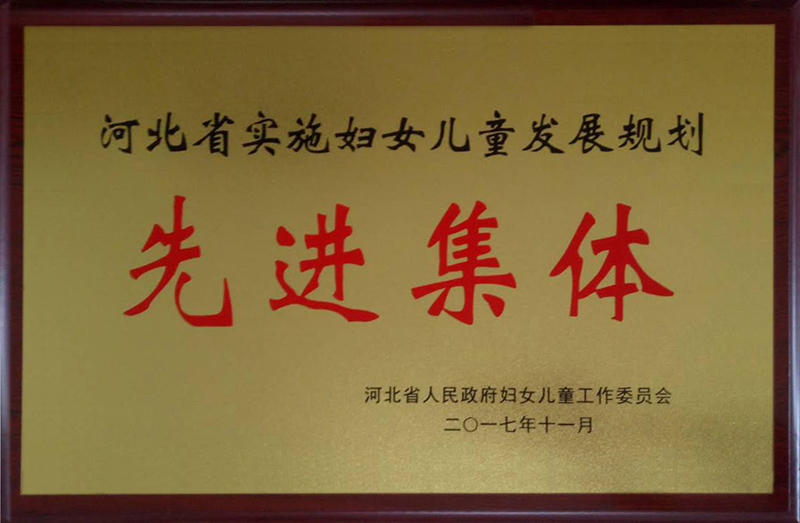 河北省实施妇女儿童发展规划
先进集体
河北省人民政府妇女儿童工作委员会
二〇一七年十一月